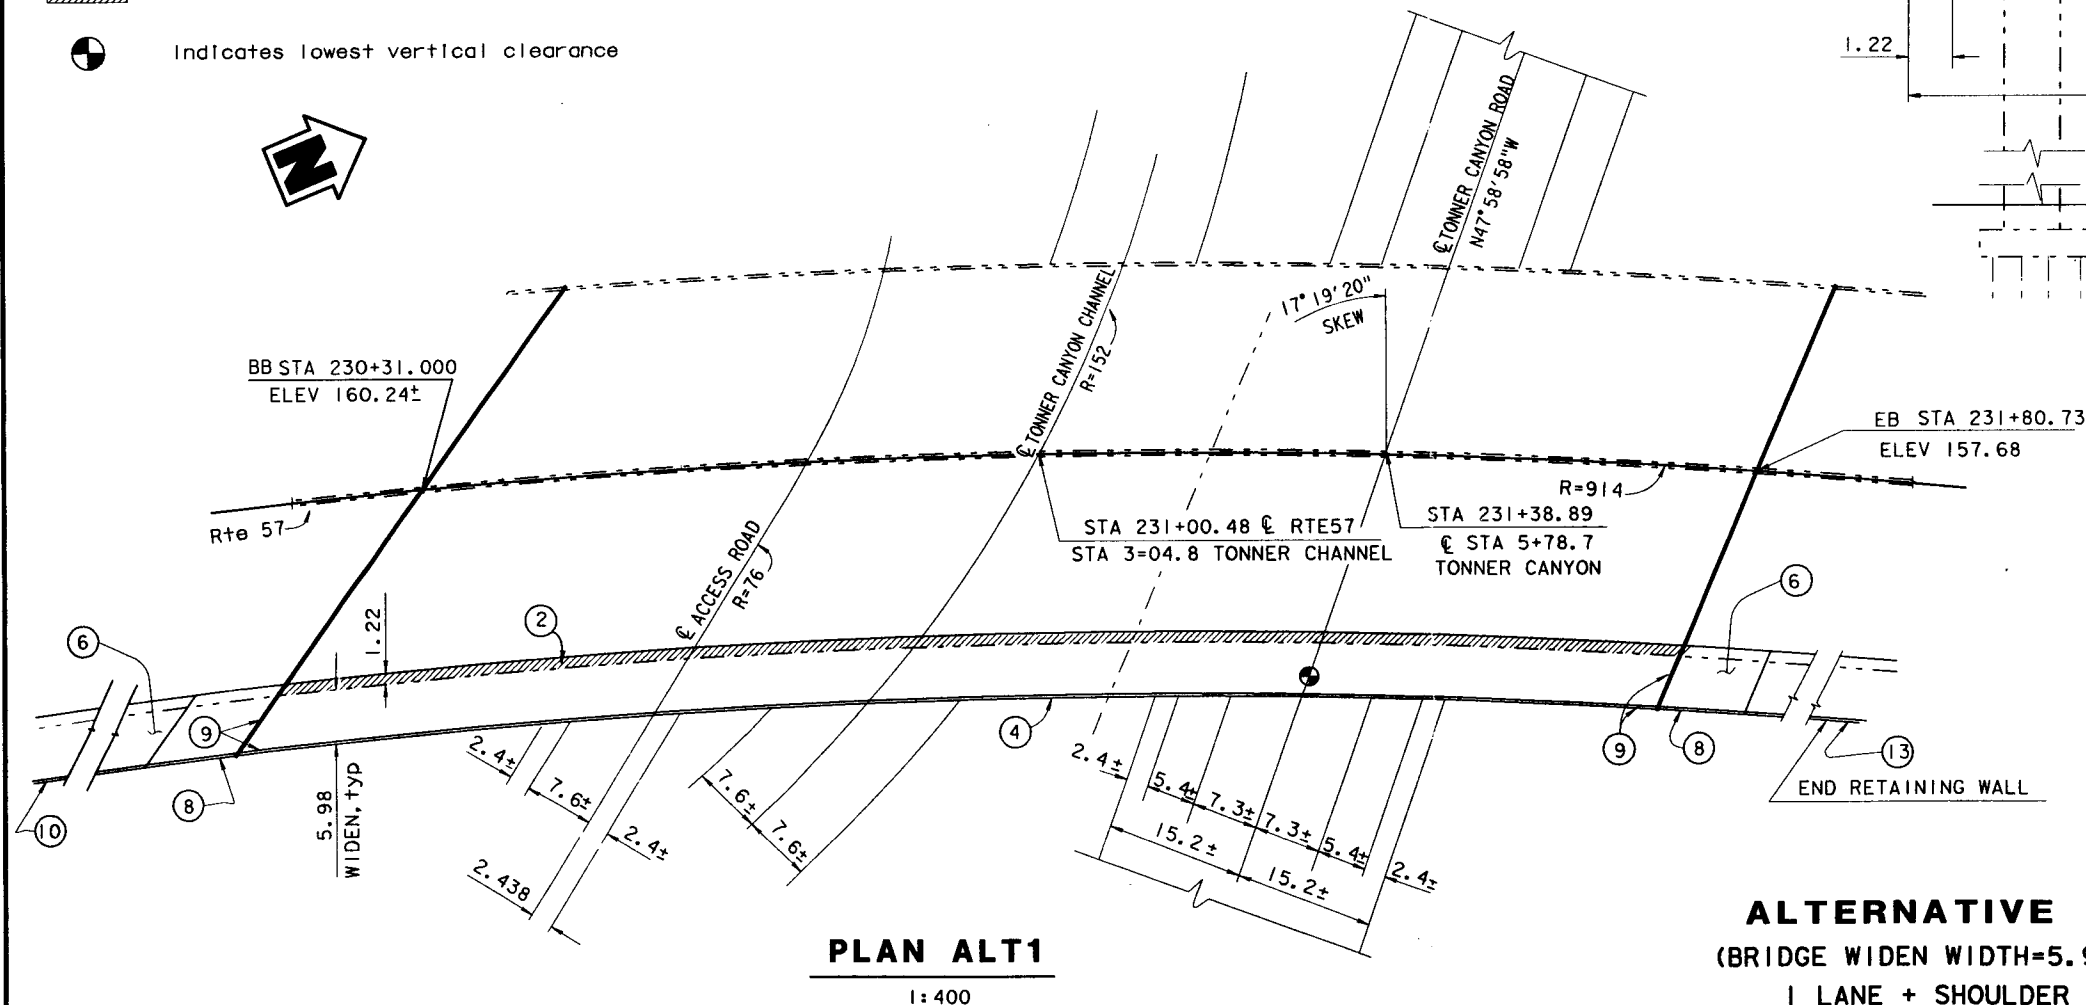 Indicates lowest vertical clearance
N
1.22
℄ TONNER CANYON ROAD
N47°58'58"W
17°19'20"
SKEW
℄ TONNER CANYON CHANNEL
R=152
BB STA 230+31.000
ELEV 160.24±
EB STA 231+80.73
ELEV 157.68
R=914
Rte 57
STA 231+00.48 ℄ RTE57
STA 3=04.8 TONNER CHANNEL
STA 231+38.89
℄ STA 5+78.7
TONNER CANYON
℄ ACCESS ROAD
R=76
6
2
1.22
6
9
4
9
8
13
8
10
5.98
WIDEN, typ
2.4±
7.6±
2.4±
2.438
7.6±
7.6±
2.4±
5.4±
7.3±
7.3±
5.4±
2.4±
15.2±
15.2±
END RETAINING WALL
PLAN ALT1
1:400
ALTERNATIVE
(BRIDGE WIDEN WIDTH=5.9
1 LANE + SHOULDER